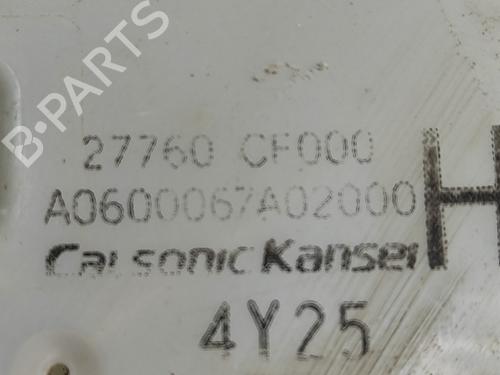 B-PARTS
27760 CF000
A0600067A02000
H
CALSONIC Kansei
4Y25